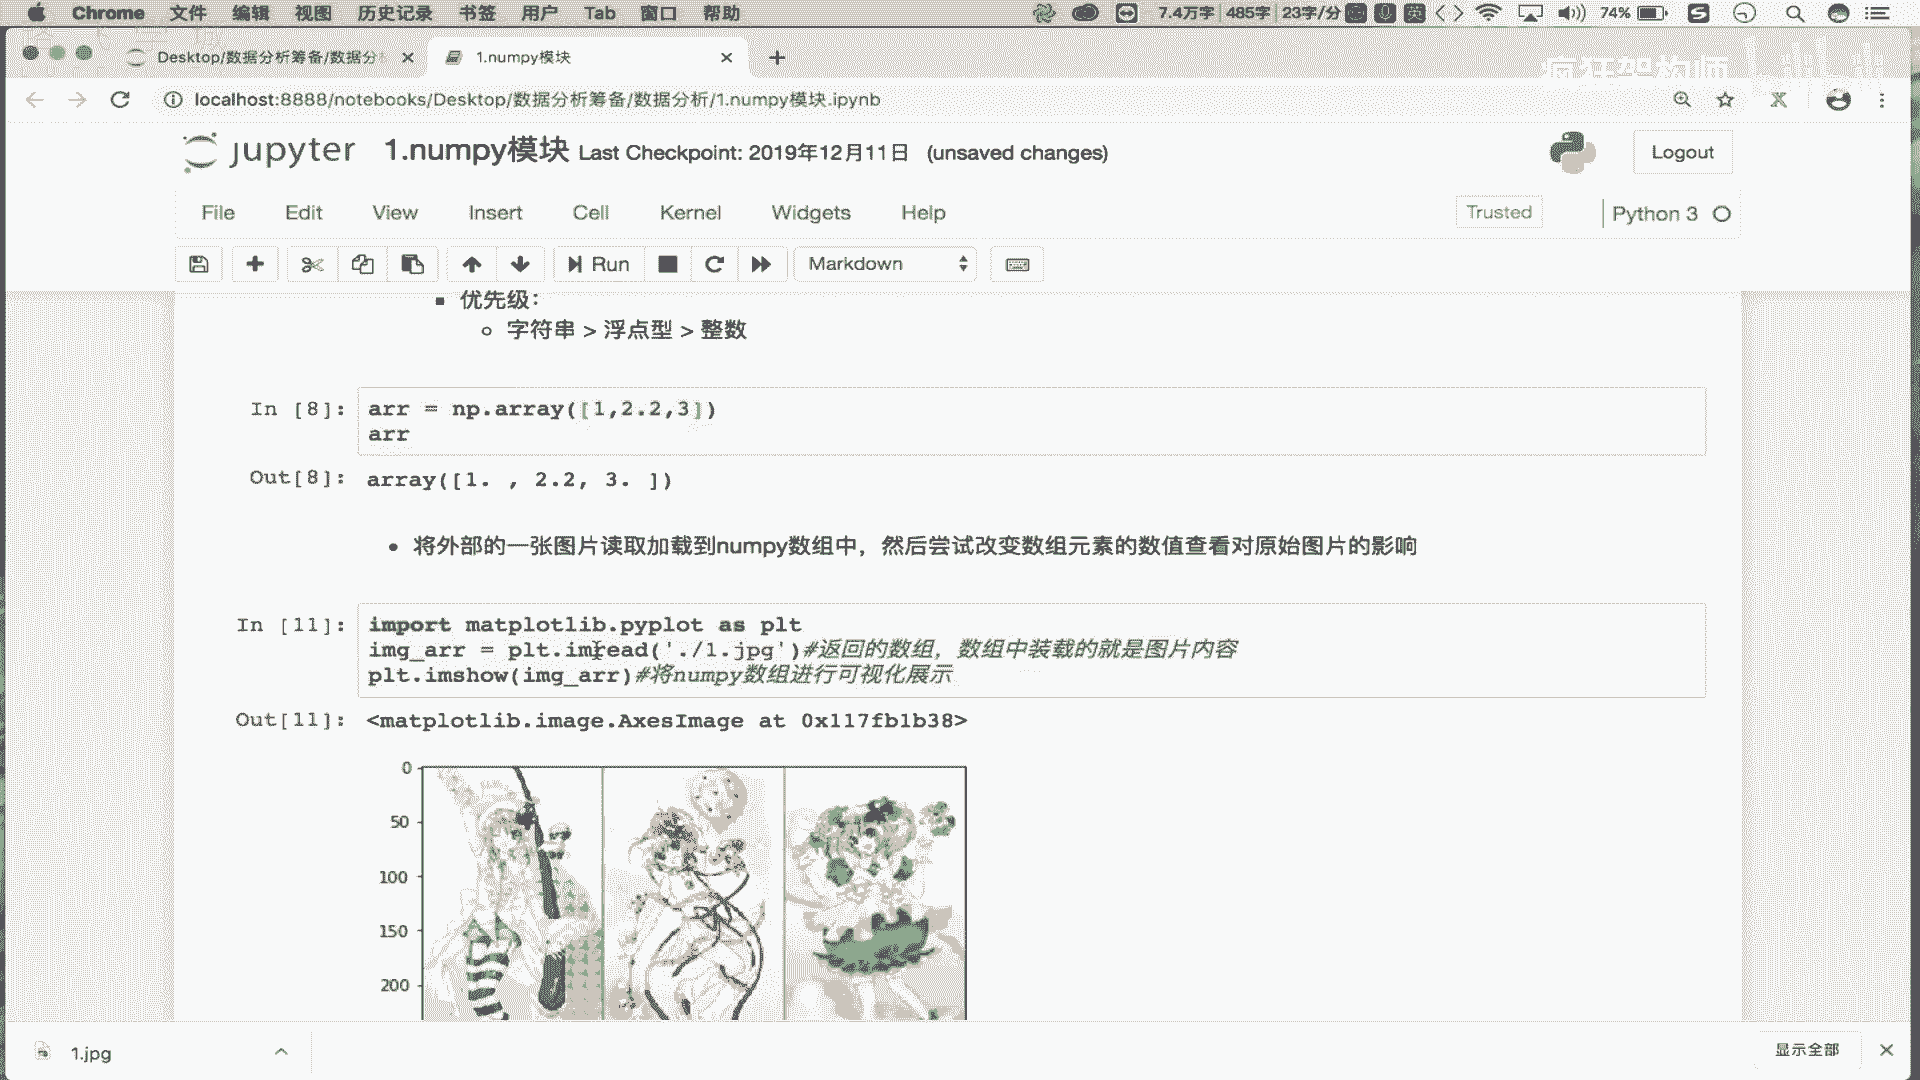 Chrome 文件 编辑 视图 历史记录 书签 用户 Tab 窗口 帮助 7.4万字 485字 23字/分 英 74%
Desktop/数据分析筹备/数据分
1.numpy模块
疯狂架构师
localhost:8888/notebooks/Desktop/数据分析筹备/数据分析/1.numpy模块.ipynb
jupyter 1.numpy模块 Last Checkpoint: 2019年12月11日 (unsaved changes)
Logout
File Edit View Insert Cell Kernel Widgets Help
Trusted
Python 3
Run
Markdown
优先级：
字符串 > 浮点型 > 整数
In [8]: arr = np.array([1,2.2,3])
arr
Out[8]: array([1. , 2.2, 3. ])
将外部的一张图片读取加载到numpy数组中，然后尝试改变数组元素的数值查看对原始图片的影响
In [11]: import matplotlib.pyplot as plt
img_arr = plt.imread('./1.jpg')#返回的数组，数组中装载的就是图片内容
plt.imshow(img_arr)#将numpy数组进行可视化展示
Out[11]: <matplotlib.image.AxesImage at 0x117fb1b38>
0
50
100
150
200
1.jpg
显示全部